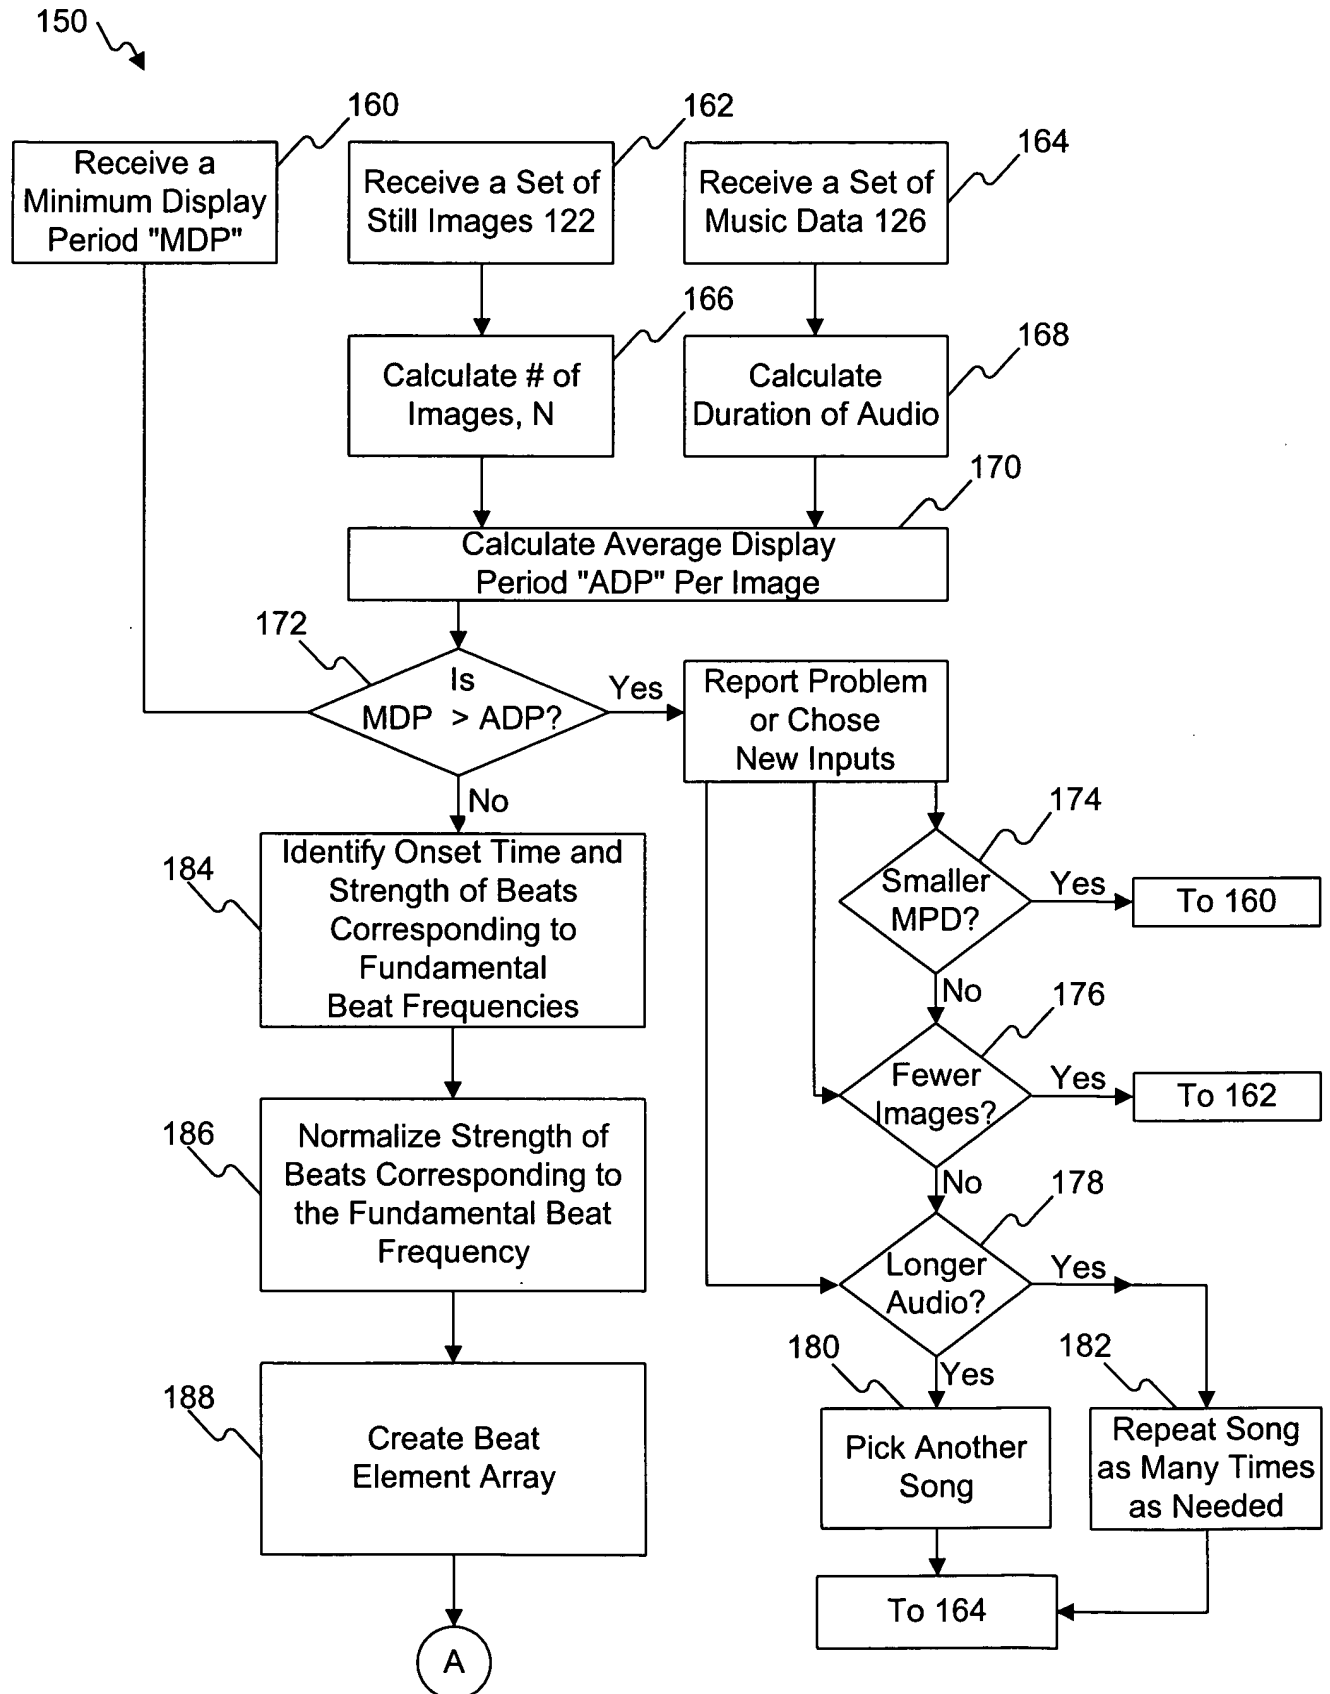 150
160
162
164
Receive a
Minimum Display
Period "MDP"
Receive a Set of
Still Images 122
Receive a Set of
Music Data 126
166
168
Calculate # of
Images, N
Calculate
Duration of Audio
170
Calculate Average Display
Period "ADP" Per Image
172
Is
MDP > ADP?
Yes
No
Report Problem
or Chose
New Inputs
174
Smaller
MPD?
Yes
To 160
No
184
Identify Onset Time and
Strength of Beats
Corresponding to
Fundamental
Beat Frequencies
176
Fewer
Images?
Yes
To 162
No
186
Normalize Strength of
Beats Corresponding to
the Fundamental Beat
Frequency
178
Longer
Audio?
Yes
Yes
180
Pick Another
Song
182
Repeat Song
as Many Times
as Needed
188
Create Beat
Element Array
To 164
A